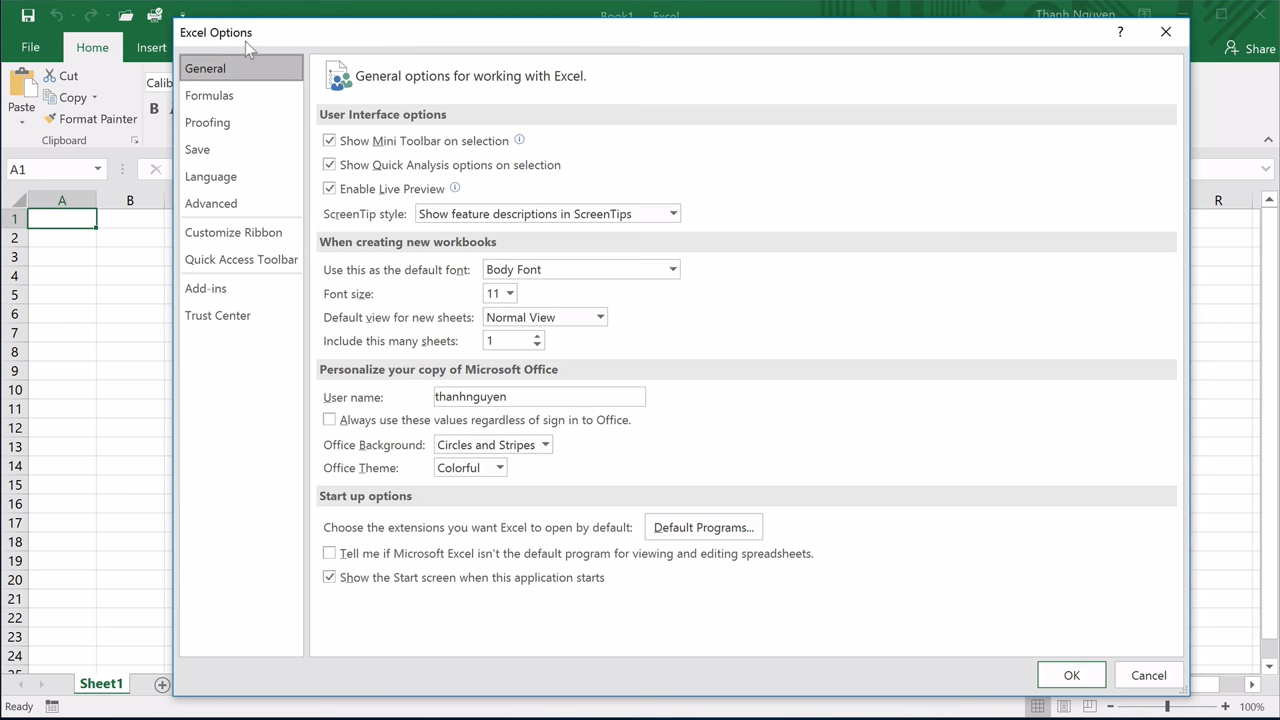 Book1 - Excel
Thanh Nguyen
Excel Options
?
File
Home
Insert
Share
Cut
Copy
Format Painter
Paste
Clipboard
Calib
B
A1
A
B
R
1
2
3
4
5
6
7
8
9
10
11
12
13
14
15
16
17
18
19
20
21
22
23
24
General
Formulas
Proofing
Save
Language
Advanced
Customize Ribbon
Quick Access Toolbar
Add-ins
Trust Center
General options for working with Excel.
User Interface options
Show Mini Toolbar on selection
Show Quick Analysis options on selection
Enable Live Preview
ScreenTip style: Show feature descriptions in ScreenTips
When creating new workbooks
Use this as the default font: Body Font
Font size: 11
Default view for new sheets: Normal View
Include this many sheets: 1
Personalize your copy of Microsoft Office
User name: thanhnguyen
Always use these values regardless of sign in to Office.
Office Background: Circles and Stripes
Office Theme: Colorful
Start up options
Choose the extensions you want Excel to open by default: Default Programs...
Tell me if Microsoft Excel isn't the default program for viewing and editing spreadsheets.
Show the Start screen when this application starts
OK
Cancel
Sheet1
Ready
100%